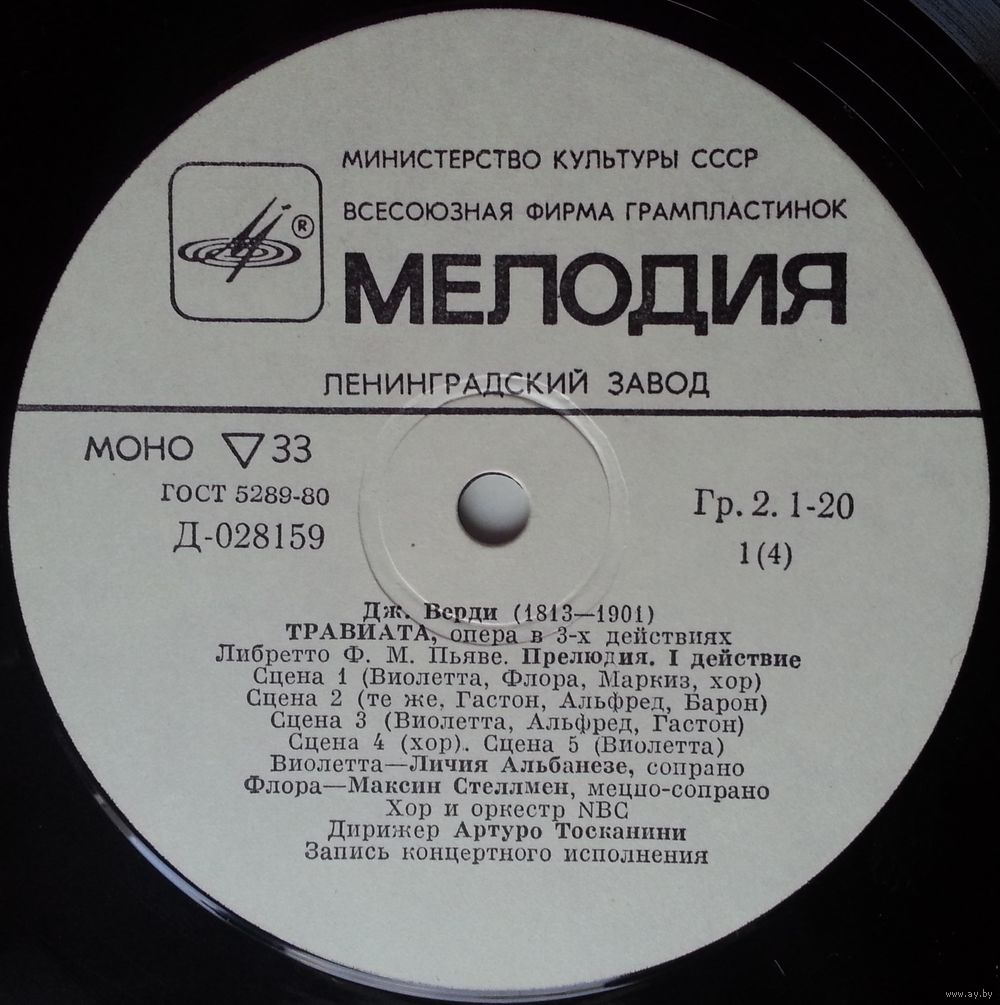 МИНИСТЕРСТВО КУЛЬТУРЫ СССР
ВСЕСОЮЗНАЯ ФИРМА ГРАМПЛАСТИНОК
®
МЕЛОДИЯ
ЛЕНИНГРАДСКИЙ ЗАВОД
МОНО ▽ 33
ГОСТ 5289-80
Д-028159
Гр. 2. 1-20
1(4)
Дж. Верди (1813—1901)
ТРАВИАТА, опера в 3-х действиях
Либретто Ф. М. Пьяве. Прелюдия. I действие
Сцена 1 (Виолетта, Флора, Маркиз, хор)
Сцена 2 (те же, Гастон, Альфред, Барон)
Сцена 3 (Виолетта, Альфред, Гастон)
Сцена 4 (хор). Сцена 5 (Виолетта)
Виолетта—Личия Альбанезе, сопрано
Флора—Максин Стеллмен, меццо-сопрано
Хор и оркестр NBC
Дирижер Артуро Тосканини
Запись концертного исполнения
www.ay.by